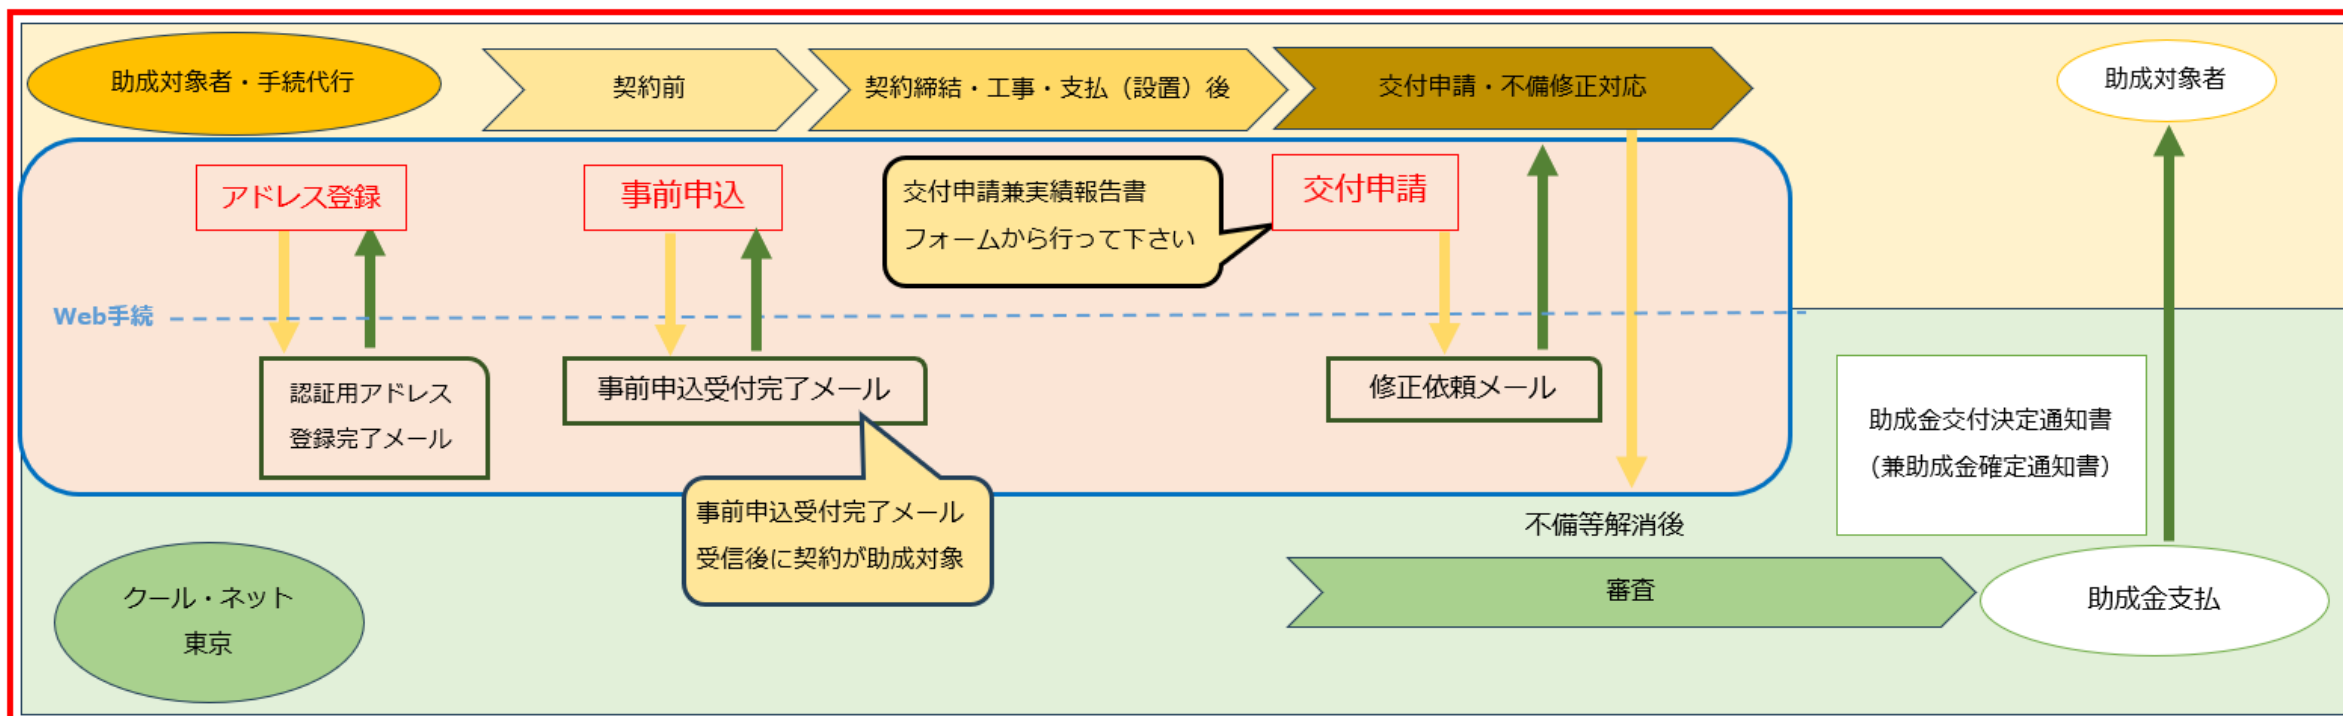 助成対象者・手続代行
契約前
契約締結・工事・支払（設置）後
交付申請・不備修正対応
助成対象者
アドレス登録
事前申込
交付申請兼実績報告書
フォームから行って下さい
交付申請
Web手続
認証用アドレス
登録完了メール
事前申込受付完了メール
修正依頼メール
助成金交付決定通知書
（兼助成金確定通知書）
事前申込受付完了メール
受信後に契約が助成対象
不備等解消後
クール・ネット
東京
審査
助成金支払